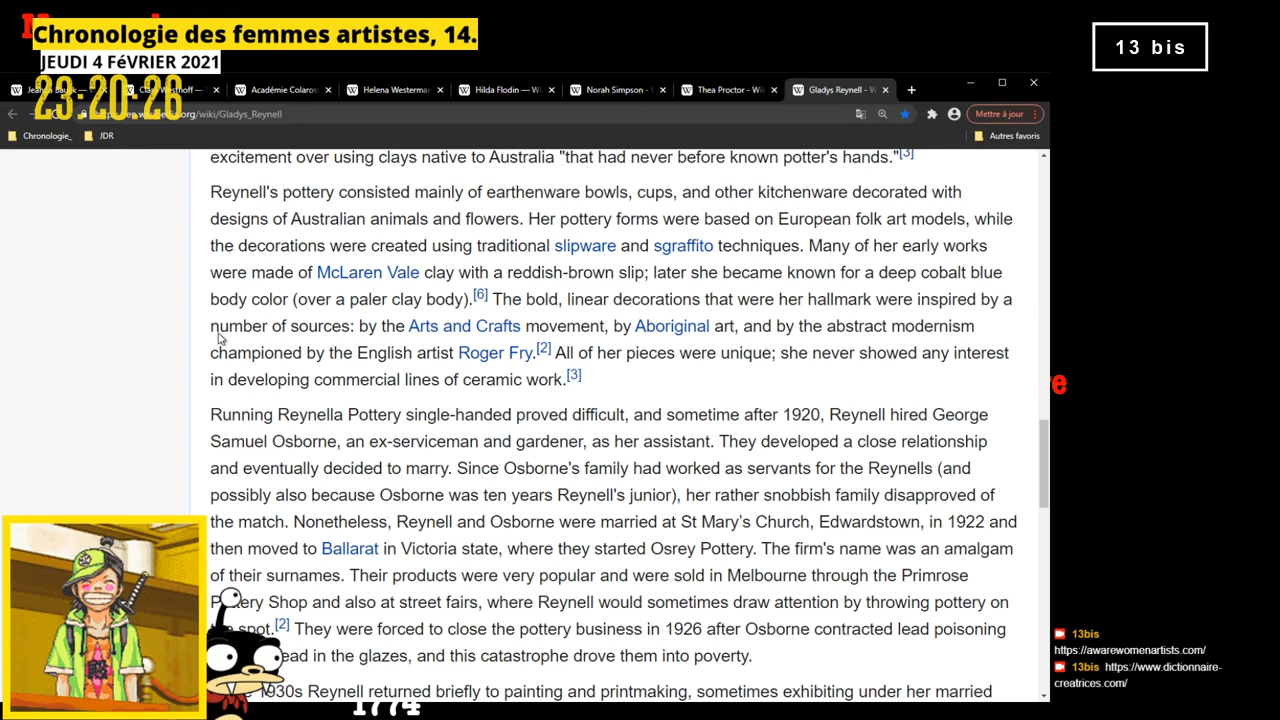 Chronologie des femmes artistes, 14.
JEUDI 4 FéVRIER 2021
23:20:26
13 bis
Académie Colaros
Helena Westerman
Hilda Flodin — Wi
Norah Simpson - W
Thea Proctor - Wi
Gladys Reynell - W
.org/wiki/Gladys_Reynell
Mettre à jour
Chronologie_
JDR
Autres favoris
excitement over using clays native to Australia "that had never before known potter's hands."[3]
Reynell's pottery consisted mainly of earthenware bowls, cups, and other kitchenware decorated with
designs of Australian animals and flowers. Her pottery forms were based on European folk art models, while
the decorations were created using traditional slipware and sgraffito techniques. Many of her early works
were made of McLaren Vale clay with a reddish-brown slip; later she became known for a deep cobalt blue
body color (over a paler clay body).[6] The bold, linear decorations that were her hallmark were inspired by a
number of sources: by the Arts and Crafts movement, by Aboriginal art, and by the abstract modernism
championed by the English artist Roger Fry.[2] All of her pieces were unique; she never showed any interest
in developing commercial lines of ceramic work.[3]
Running Reynella Pottery single-handed proved difficult, and sometime after 1920, Reynell hired George
Samuel Osborne, an ex-serviceman and gardener, as her assistant. They developed a close relationship
and eventually decided to marry. Since Osborne's family had worked as servants for the Reynells (and
possibly also because Osborne was ten years Reynell's junior), her rather snobbish family disapproved of
the match. Nonetheless, Reynell and Osborne were married at St Mary's Church, Edwardstown, in 1922 and
then moved to Ballarat in Victoria state, where they started Osrey Pottery. The firm's name was an amalgam
of their surnames. Their products were very popular and were sold in Melbourne through the Primrose
P tery Shop and also at street fairs, where Reynell would sometimes draw attention by throwing pottery on
spot.[2] They were forced to close the pottery business in 1926 after Osborne contracted lead poisoning
ead in the glazes, and this catastrophe drove them into poverty.
1930s Reynell returned briefly to painting and printmaking, sometimes exhibiting under her married
re
13bis
https://awarewomenartists.com/
13bis https://www.dictionnaire-
creatrices.com/
1774